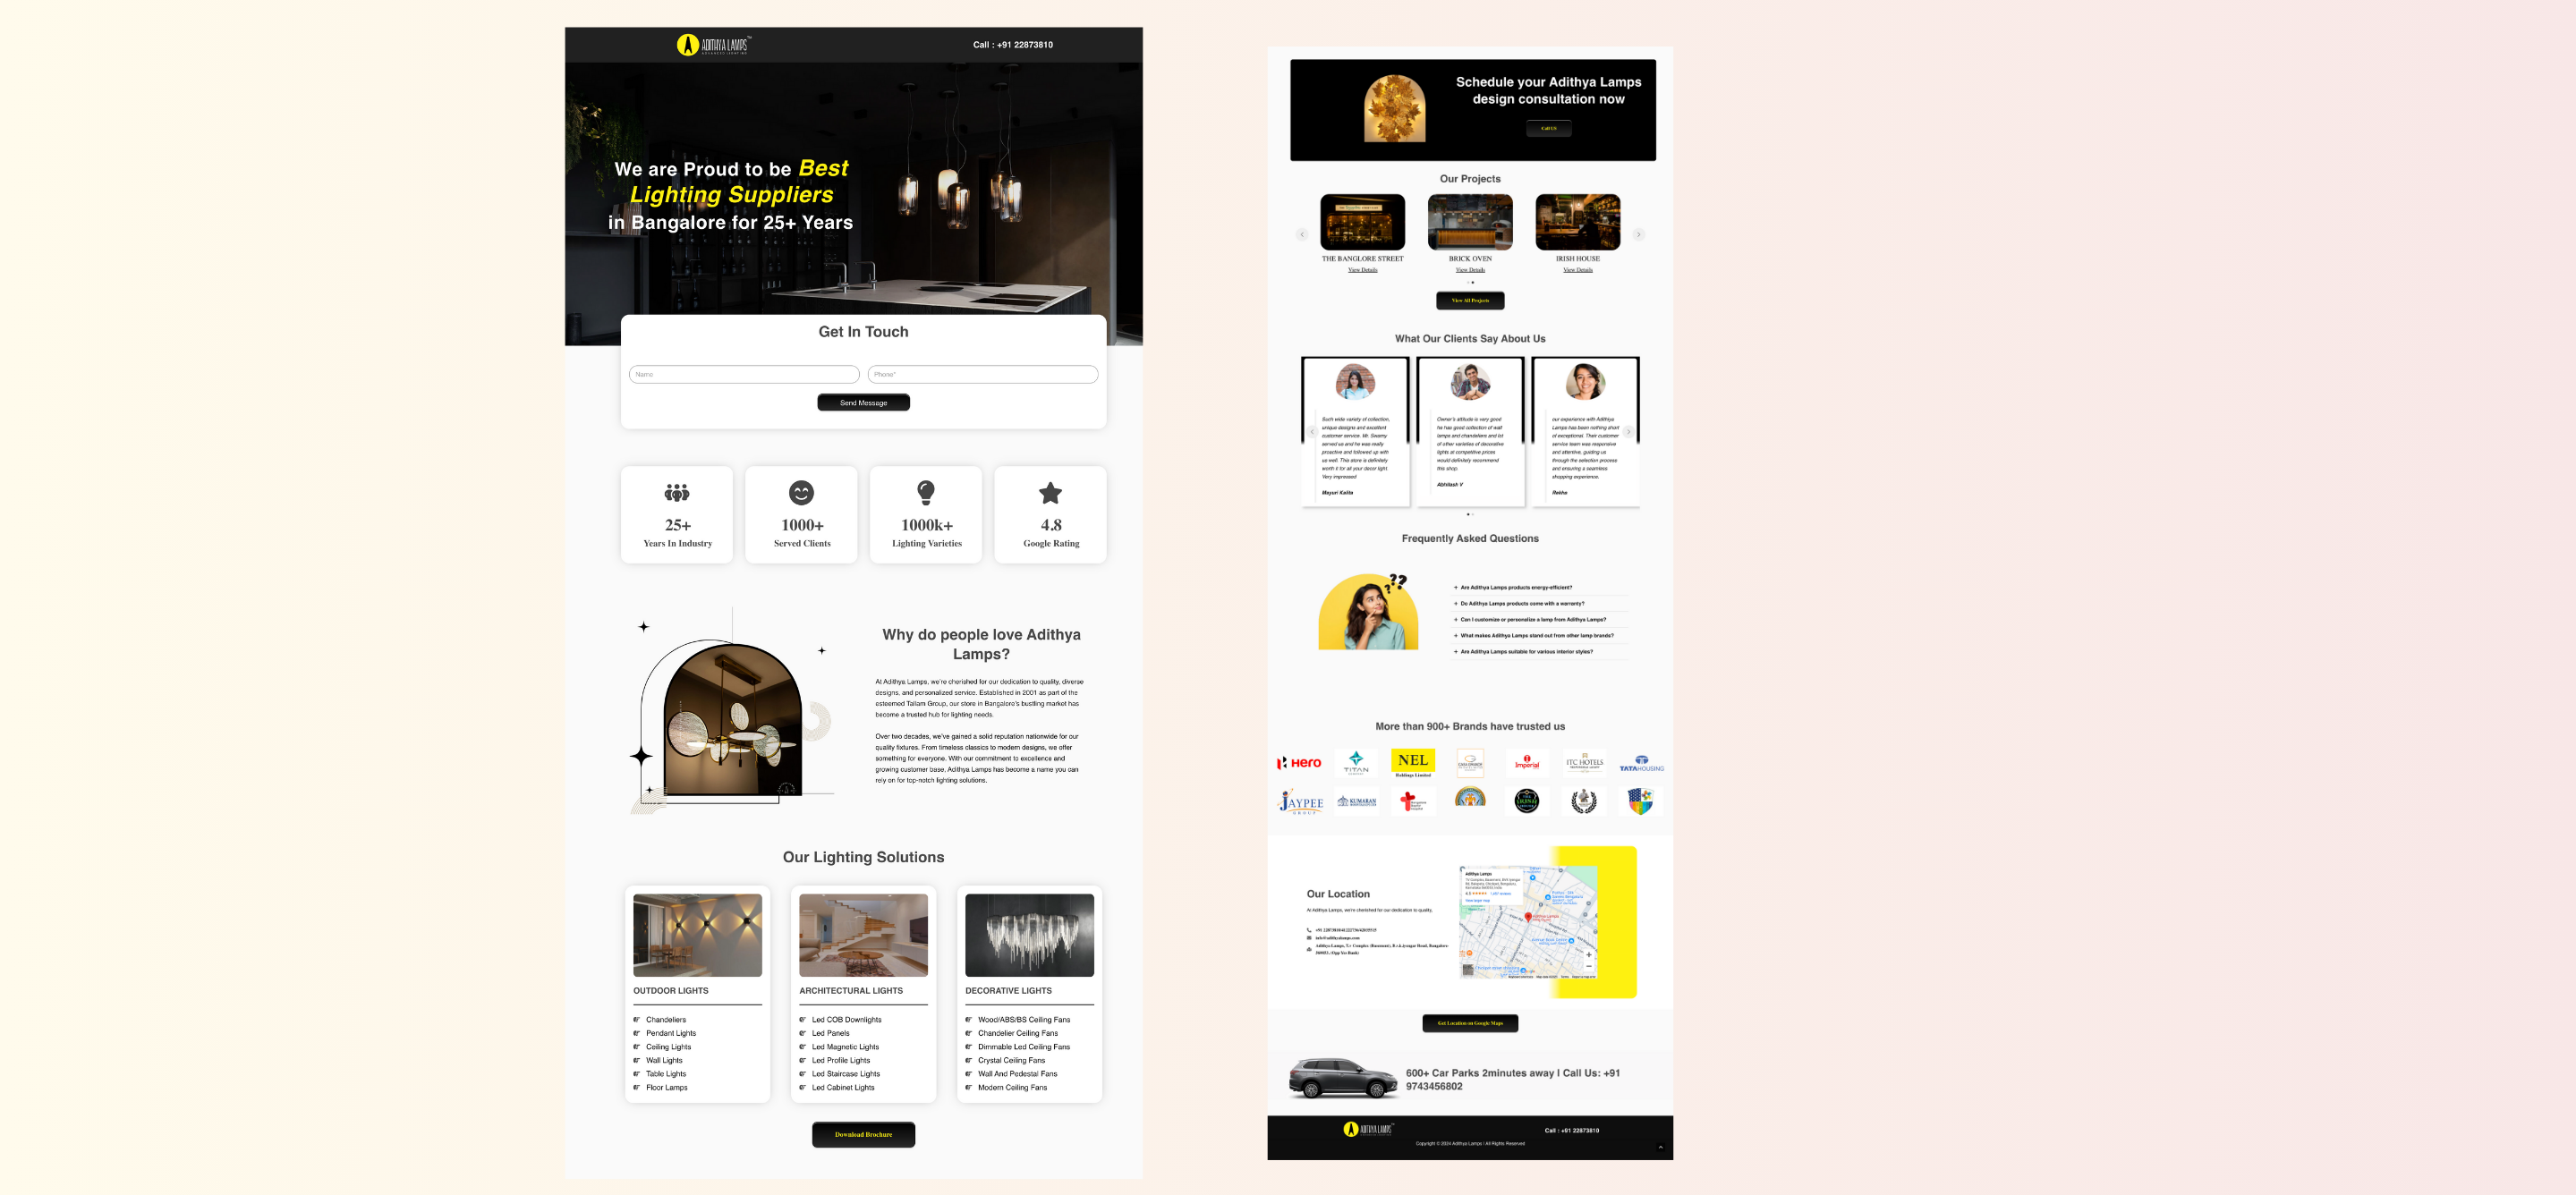 ADITHYA LAMPS
Call : +91 22873810
We are Proud to be Best
Lighting Suppliers
in Bangalore for 25+ Years
Get In Touch
Name
Phone*
Send Message
25+
Years In Industry
1000+
Served Clients
1000k+
Lighting Varieties
4.8
Google Rating
Why do people love Adithya
Lamps?
At Adithya Lamps, we're cherished for our dedication to quality, diverse
designs, and personalized service. Established in 2001 as part of the
esteemed Tallam Group, our store in Bangalore's bustling market has
become a trusted hub for lighting needs.
Over two decades, we've gained a solid reputation nationwide for our
quality fixtures. From timeless classics to modern designs, we offer
something for everyone. With our commitment to excellence and
growing customer base, Adithya Lamps has become a name you can
rely on for top-notch lighting solutions.
Our Lighting Solutions
OUTDOOR LIGHTS
Chandeliers
Pendant Lights
Ceiling Lights
Wall Lights
Table Lights
Floor Lamps
ARCHITECTURAL LIGHTS
Led COB Downlights
Led Panels
Led Magnetic Lights
Led Profile Lights
Led Staircase Lights
Led Cabinet Lights
DECORATIVE LIGHTS
Wood/ABS/BS Ceiling Fans
Chandelier Ceiling Fans
Dimmable Led Ceiling Fans
Crystal Ceiling Fans
Wall And Pedestal Fans
Modern Ceiling Fans
Download Brochure
Schedule your Adithya Lamps
design consultation now
Call US
Our Projects
THE BANGLORE STREET
View Details
BRICK OVEN
View Details
IRISH HOUSE
View Details
View All Projects
What Our Clients Say About Us
Such wide variety of collection,
unique designs and excellent
customer service. Mr. Swamy
served us and he was really
proactive and followed up with
us well. This store is definitely
worth it for all your decor light.
Very impressed
Mayuri Kalita
Owner's attitude is very good
he has good collection of wall
lamps and chandeliers and lot
of other varieties of decorative
lights at competitive prices
would definitely recommend
this shop.
Abhilash V
our experience with Adithya
Lamps has been nothing short
of exceptional. Their customer
service team was responsive
and attentive, guiding us
through the selection process
and ensuring a seamless
shopping experience.
Rekha
Frequently Asked Questions
+ Are Adithya Lamps products energy-efficient?
+ Do Adithya Lamps products come with a warranty?
+ Can I customize or personalize a lamp from Adithya Lamps?
+ What makes Adithya Lamps stand out from other lamp brands?
+ Are Adithya Lamps suitable for various interior styles?
More than 900+ Brands have trusted us
Hero
TITAN
NEL
Holdings Limited
Imperial
ITC HOTELS
TATA HOUSING
JAYPEE
GROUP
KUMARAN
Our Location
At Adithya Lamps, we're cherished for our dedication to quality,
info@adithyalamps.com
Adithya Lamps
View larger map
Adithya Lamps
Get Location on Google Maps
600+ Car Parks 2minutes away I Call Us: +91
9743456802
ADITHYA LAMPS
Call : +91 22873810
Copyright © 2024 Adithya Lamps | All Rights Reserved